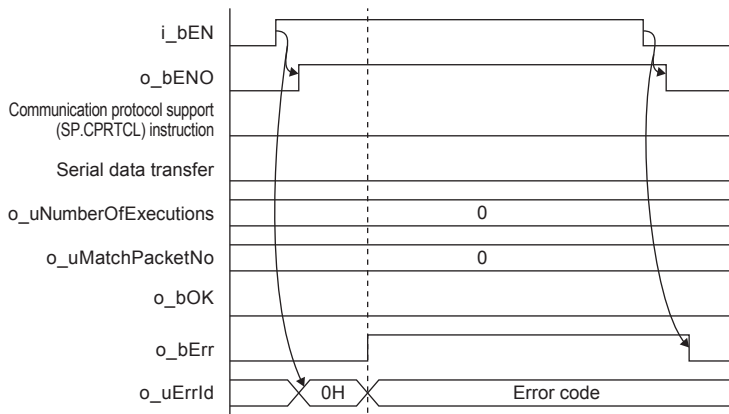 i_bEN
o_bENO
Communication protocol support
(SP.CPRTCL) instruction
Serial data transfer
o_uNumberOfExecutions 0
o_uMatchPacketNo 0
o_bOK
o_bErr
o_uErrId 0H Error code